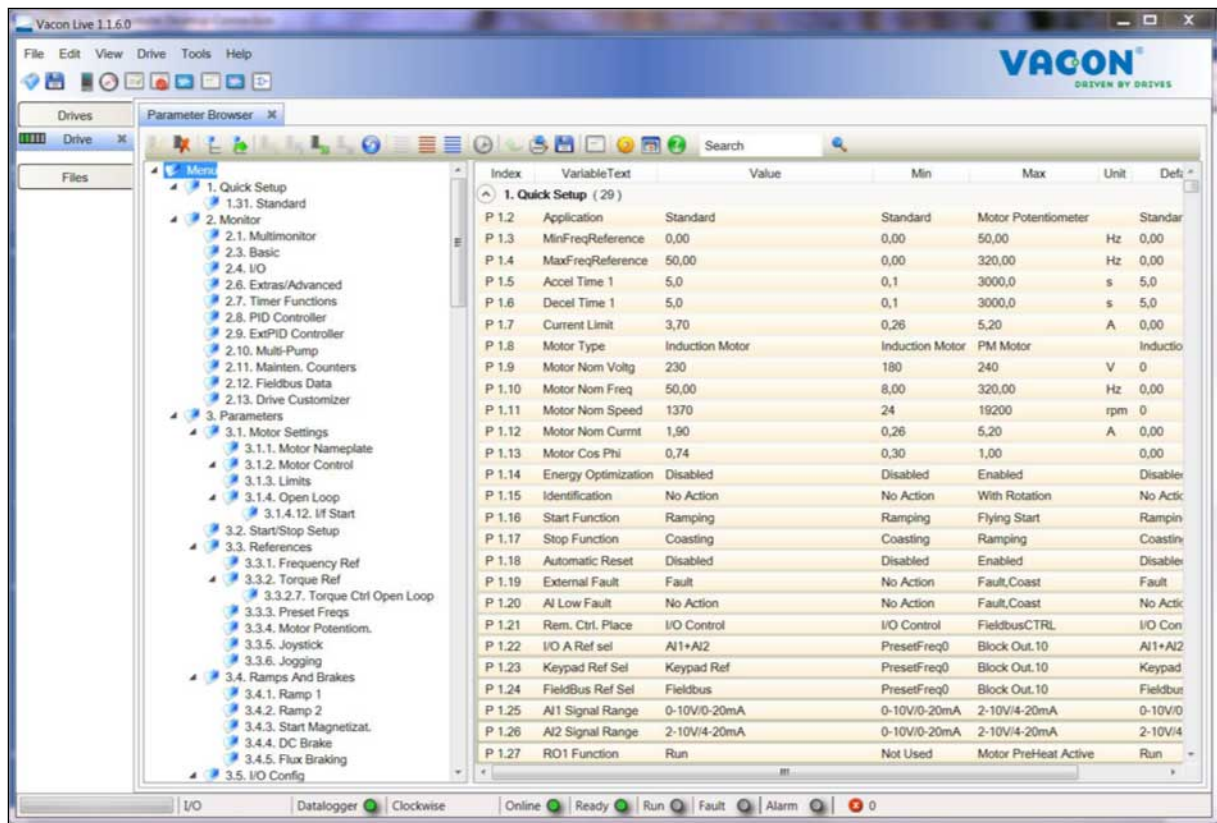 Vacon Live 1.1.6.0
File Edit View Drive Tools Help
VACON®
DRIVEN BY DRIVES
Drives
Drive
Files
Parameter Browser
Search
Menu
1. Quick Setup
1.31. Standard
2. Monitor
2.1. Multimonitor
2.3. Basic
2.4. I/O
2.6. Extras/Advanced
2.7. Timer Functions
2.8. PID Controller
2.9. ExtPID Controller
2.10. Multi-Pump
2.11. Mainten. Counters
2.12. Fieldbus Data
2.13. Drive Customizer
3. Parameters
3.1. Motor Settings
3.1.1. Motor Nameplate
3.1.2. Motor Control
3.1.3. Limits
3.1.4. Open Loop
3.1.4.12. I/f Start
3.2. Start/Stop Setup
3.3. References
3.3.1. Frequency Ref
3.3.2. Torque Ref
3.3.2.7. Torque Ctrl Open Loop
3.3.3. Preset Freqs
3.3.4. Motor Potentiom.
3.3.5. Joystick
3.3.6. Jogging
3.4. Ramps And Brakes
3.4.1. Ramp 1
3.4.2. Ramp 2
3.4.3. Start Magnetizat.
3.4.4. DC Brake
3.4.5. Flux Braking
3.5. I/O Config
Index VariableText Value Min Max Unit Defa
1. Quick Setup (29)
P 1.2 Application Standard Standard Motor Potentiometer Standar
P 1.3 MinFreqReference 0,00 0,00 50,00 Hz 0,00
P 1.4 MaxFreqReference 50,00 0,00 320,00 Hz 0,00
P 1.5 Accel Time 1 5,0 0,1 3000,0 s 5,0
P 1.6 Decel Time 1 5,0 0,1 3000,0 s 5,0
P 1.7 Current Limit 3,70 0,26 5,20 A 0,00
P 1.8 Motor Type Induction Motor Induction Motor PM Motor Inductio
P 1.9 Motor Nom Voltg 230 180 240 V 0
P 1.10 Motor Nom Freq 50,00 8,00 320,00 Hz 0,00
P 1.11 Motor Nom Speed 1370 24 19200 rpm 0
P 1.12 Motor Nom Currnt 1,90 0,26 5,20 A 0,00
P 1.13 Motor Cos Phi 0,74 0,30 1,00 0,00
P 1.14 Energy Optimization Disabled Disabled Enabled Disable
P 1.15 Identification No Action No Action With Rotation No Actic
P 1.16 Start Function Ramping Ramping Flying Start Rampin
P 1.17 Stop Function Coasting Coasting Ramping Coastin
P 1.18 Automatic Reset Disabled Disabled Enabled Disable
P 1.19 External Fault Fault No Action Fault,Coast Fault
P 1.20 AI Low Fault No Action No Action Fault,Coast No Actic
P 1.21 Rem. Ctrl. Place I/O Control I/O Control FieldbusCTRL I/O Con
P 1.22 I/O A Ref sel AI1+AI2 PresetFreq0 Block Out.10 AI1+AI2
P 1.23 Keypad Ref Sel Keypad Ref PresetFreq0 Block Out.10 Keypad
P 1.24 FieldBus Ref Sel Fieldbus PresetFreq0 Block Out.10 Fieldbus
P 1.25 AI1 Signal Range 0-10V/0-20mA 0-10V/0-20mA 2-10V/4-20mA 0-10V/0
P 1.26 AI2 Signal Range 2-10V/4-20mA 0-10V/0-20mA 2-10V/4-20mA 2-10V/4
P 1.27 RO1 Function Run Not Used Motor PreHeat Active Run
I/O Datalogger Clockwise Online Ready Run Fault Alarm 0